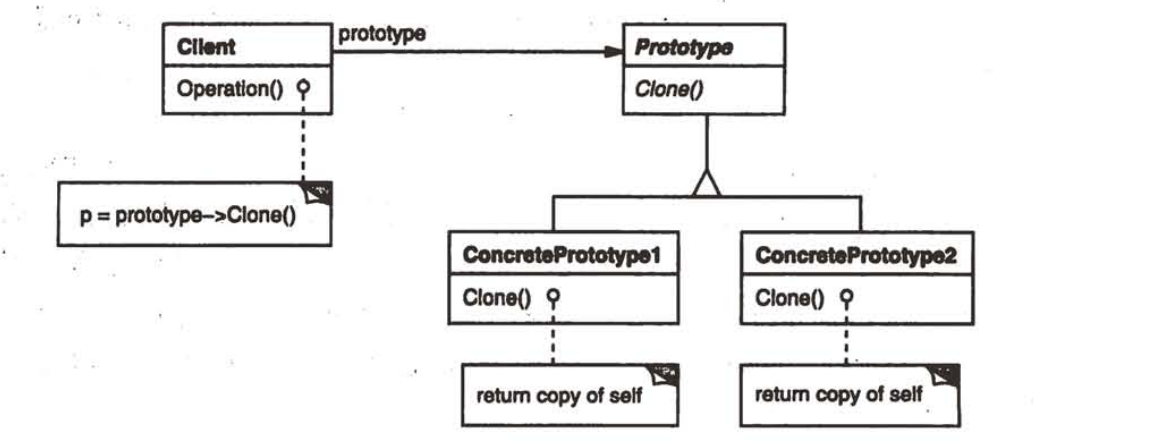 Client
prototype
Prototype
Operation()
Clone()
p = prototype->Clone()
ConcretePrototype1
ConcretePrototype2
Clone()
Clone()
return copy of self
return copy of self